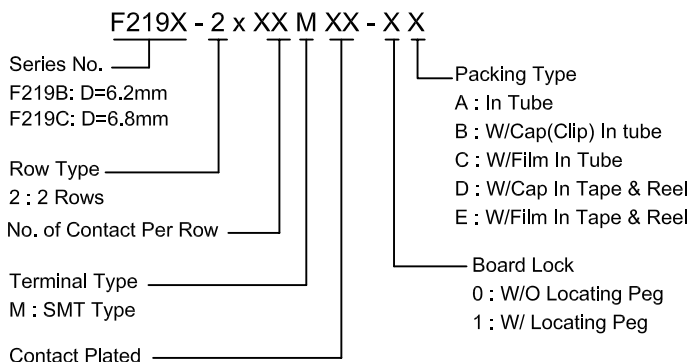 F219X - 2 x XX M XX - X X
Series No.
F219B: D=6.2mm
F219C: D=6.8mm
Row Type
2 : 2 Rows
No. of Contact Per Row
Terminal Type
M : SMT Type
Contact Plated
Packing Type
A : In Tube
B : W/Cap(Clip) In tube
C : W/Film In Tube
D : W/Cap In Tape & Reel
E : W/Film In Tape & Reel
Board Lock
0 : W/O Locating Peg
1 : W/ Locating Peg